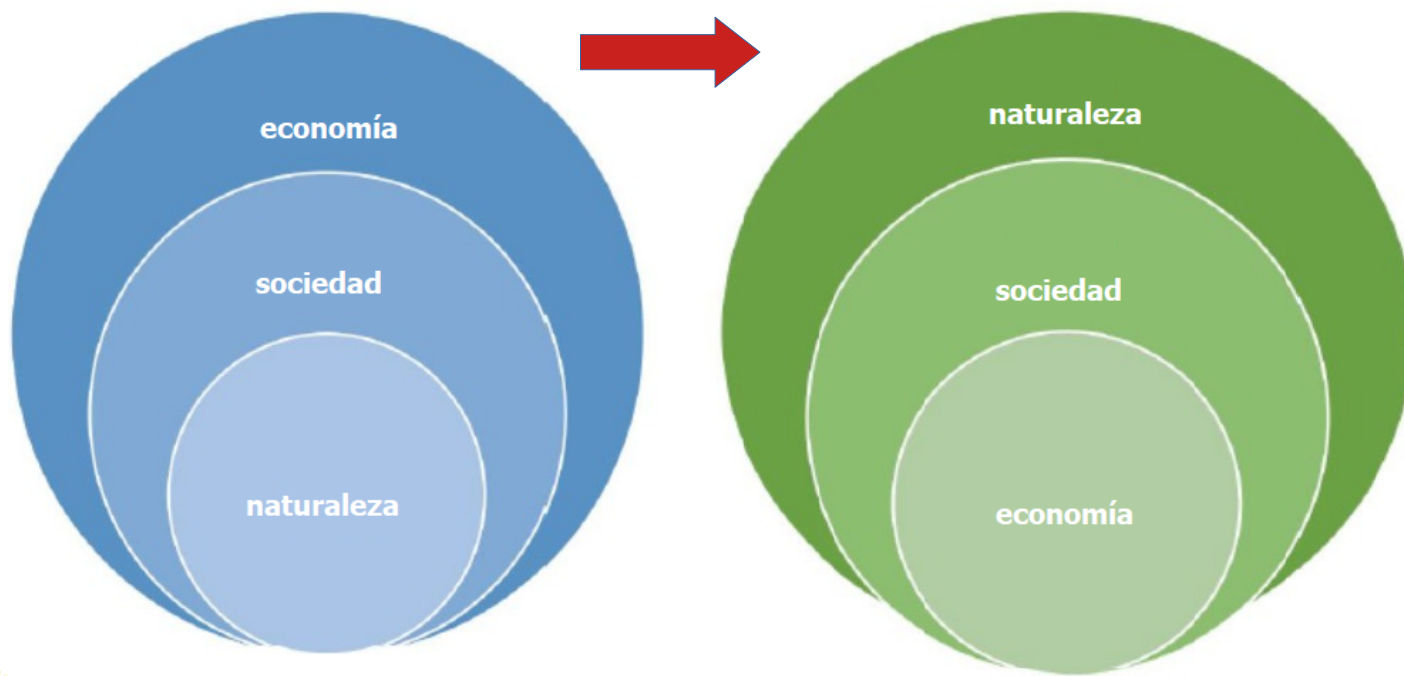 economía
sociedad
naturaleza
naturaleza
sociedad
economía